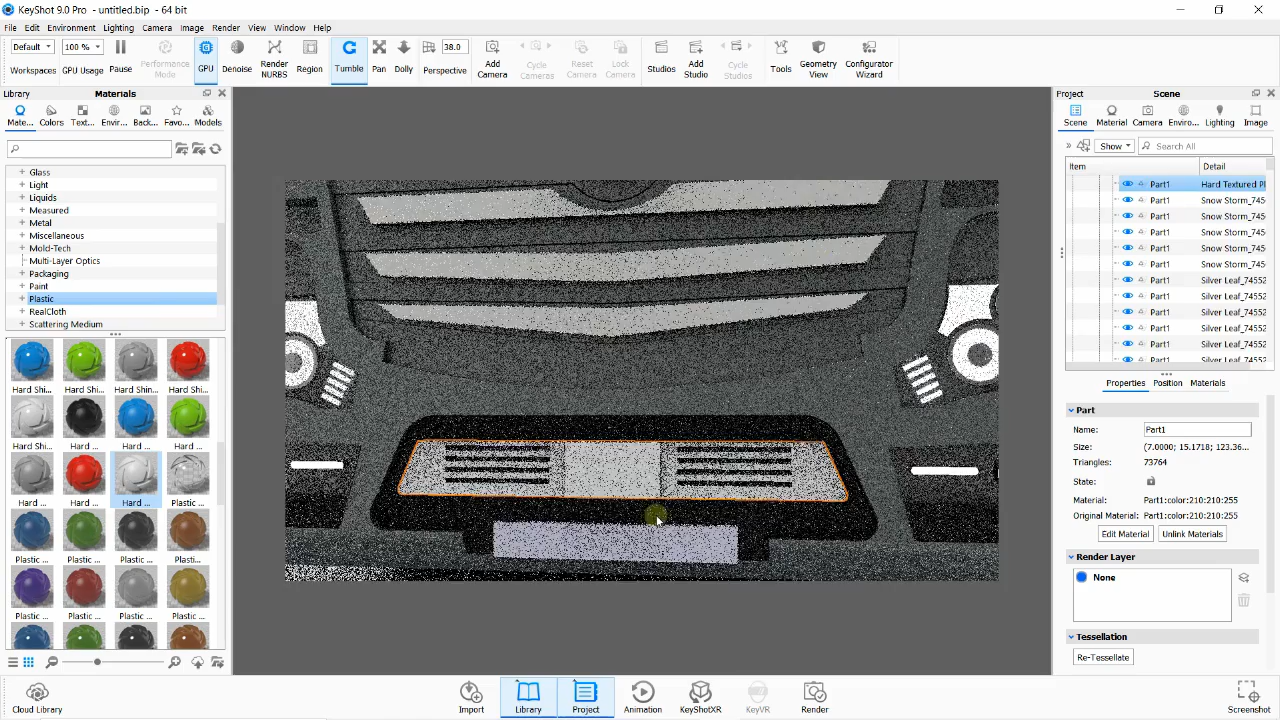 KeyShot 9.0 Pro - untitled.bip - 64 bit
File Edit Environment Lighting Camera Image Render View Window Help
Default 100 % 38.0
Workspaces GPU Usage Pause Performance Mode GPU Denoise Render NURBS Region Tumble Pan Dolly Perspective Add Camera Cycle Cameras Reset Camera Lock Camera Studios Add Studio Cycle Studios Tools Geometry View Configurator Wizard
Library Materials
Mate... Colors Text... Envir... Back... Favo... Models
Glass
Light
Liquids
Measured
Metal
Miscellaneous
Mold-Tech
Multi-Layer Optics
Packaging
Paint
Plastic
RealCloth
Scattering Medium
Hard Shi... Hard Shi... Hard Shin... Hard Shi...
Hard Shi... Hard ... Hard ... Hard ...
Hard ... Hard ... Hard ... Plastic ...
Plastic ... Plastic ... Plastic ... Plasti...
Plastic ... Plastic ... Plastic ... Plastic ...
Project Scene
Scene Material Camera Enviro... Lighting Image
Show Search All
Item Detail
Part1 Hard Textured Pl
Part1 Snow Storm_745
Part1 Snow Storm_745
Part1 Snow Storm_745
Part1 Snow Storm_745
Part1 Snow Storm_745
Part1 Silver Leaf_74552
Part1 Silver Leaf_74552
Part1 Silver Leaf_74552
Part1 Silver Leaf_74552
Part1 Silver Leaf_74552
Part1 Silver Leaf_74552
Properties Position Materials
Part
Name: Part1
Size: (7.0000; 15.1718; 123.36...
Triangles: 73764
State:
Material: Part1:color:210:210:255
Original Material: Part1:color:210:210:255
Edit Material Unlink Materials
Render Layer
None
Tessellation
Re-Tessellate
Cloud Library Import Library Project Animation KeyShotXR KeyVR Render Screenshot